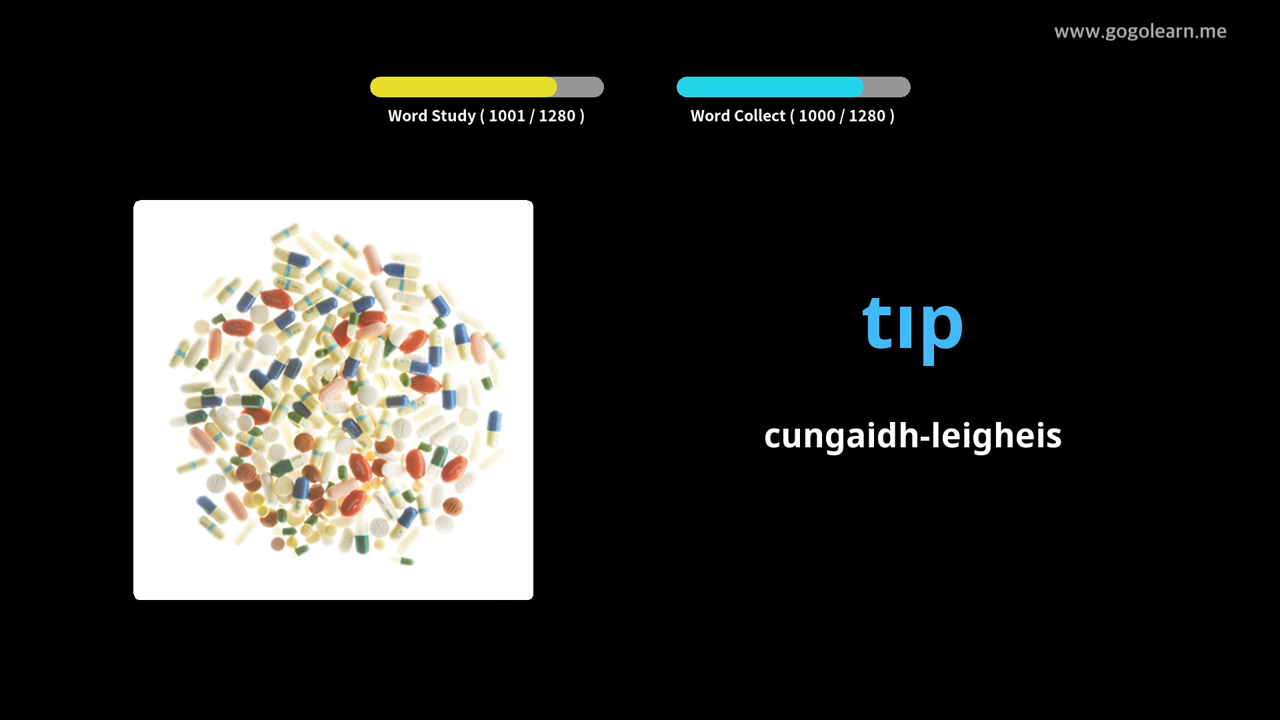 www.gogolearn.me
Word Study ( 1001 / 1280 )
Word Collect ( 1000 / 1280 )
tıp
cungaidh-leigheis